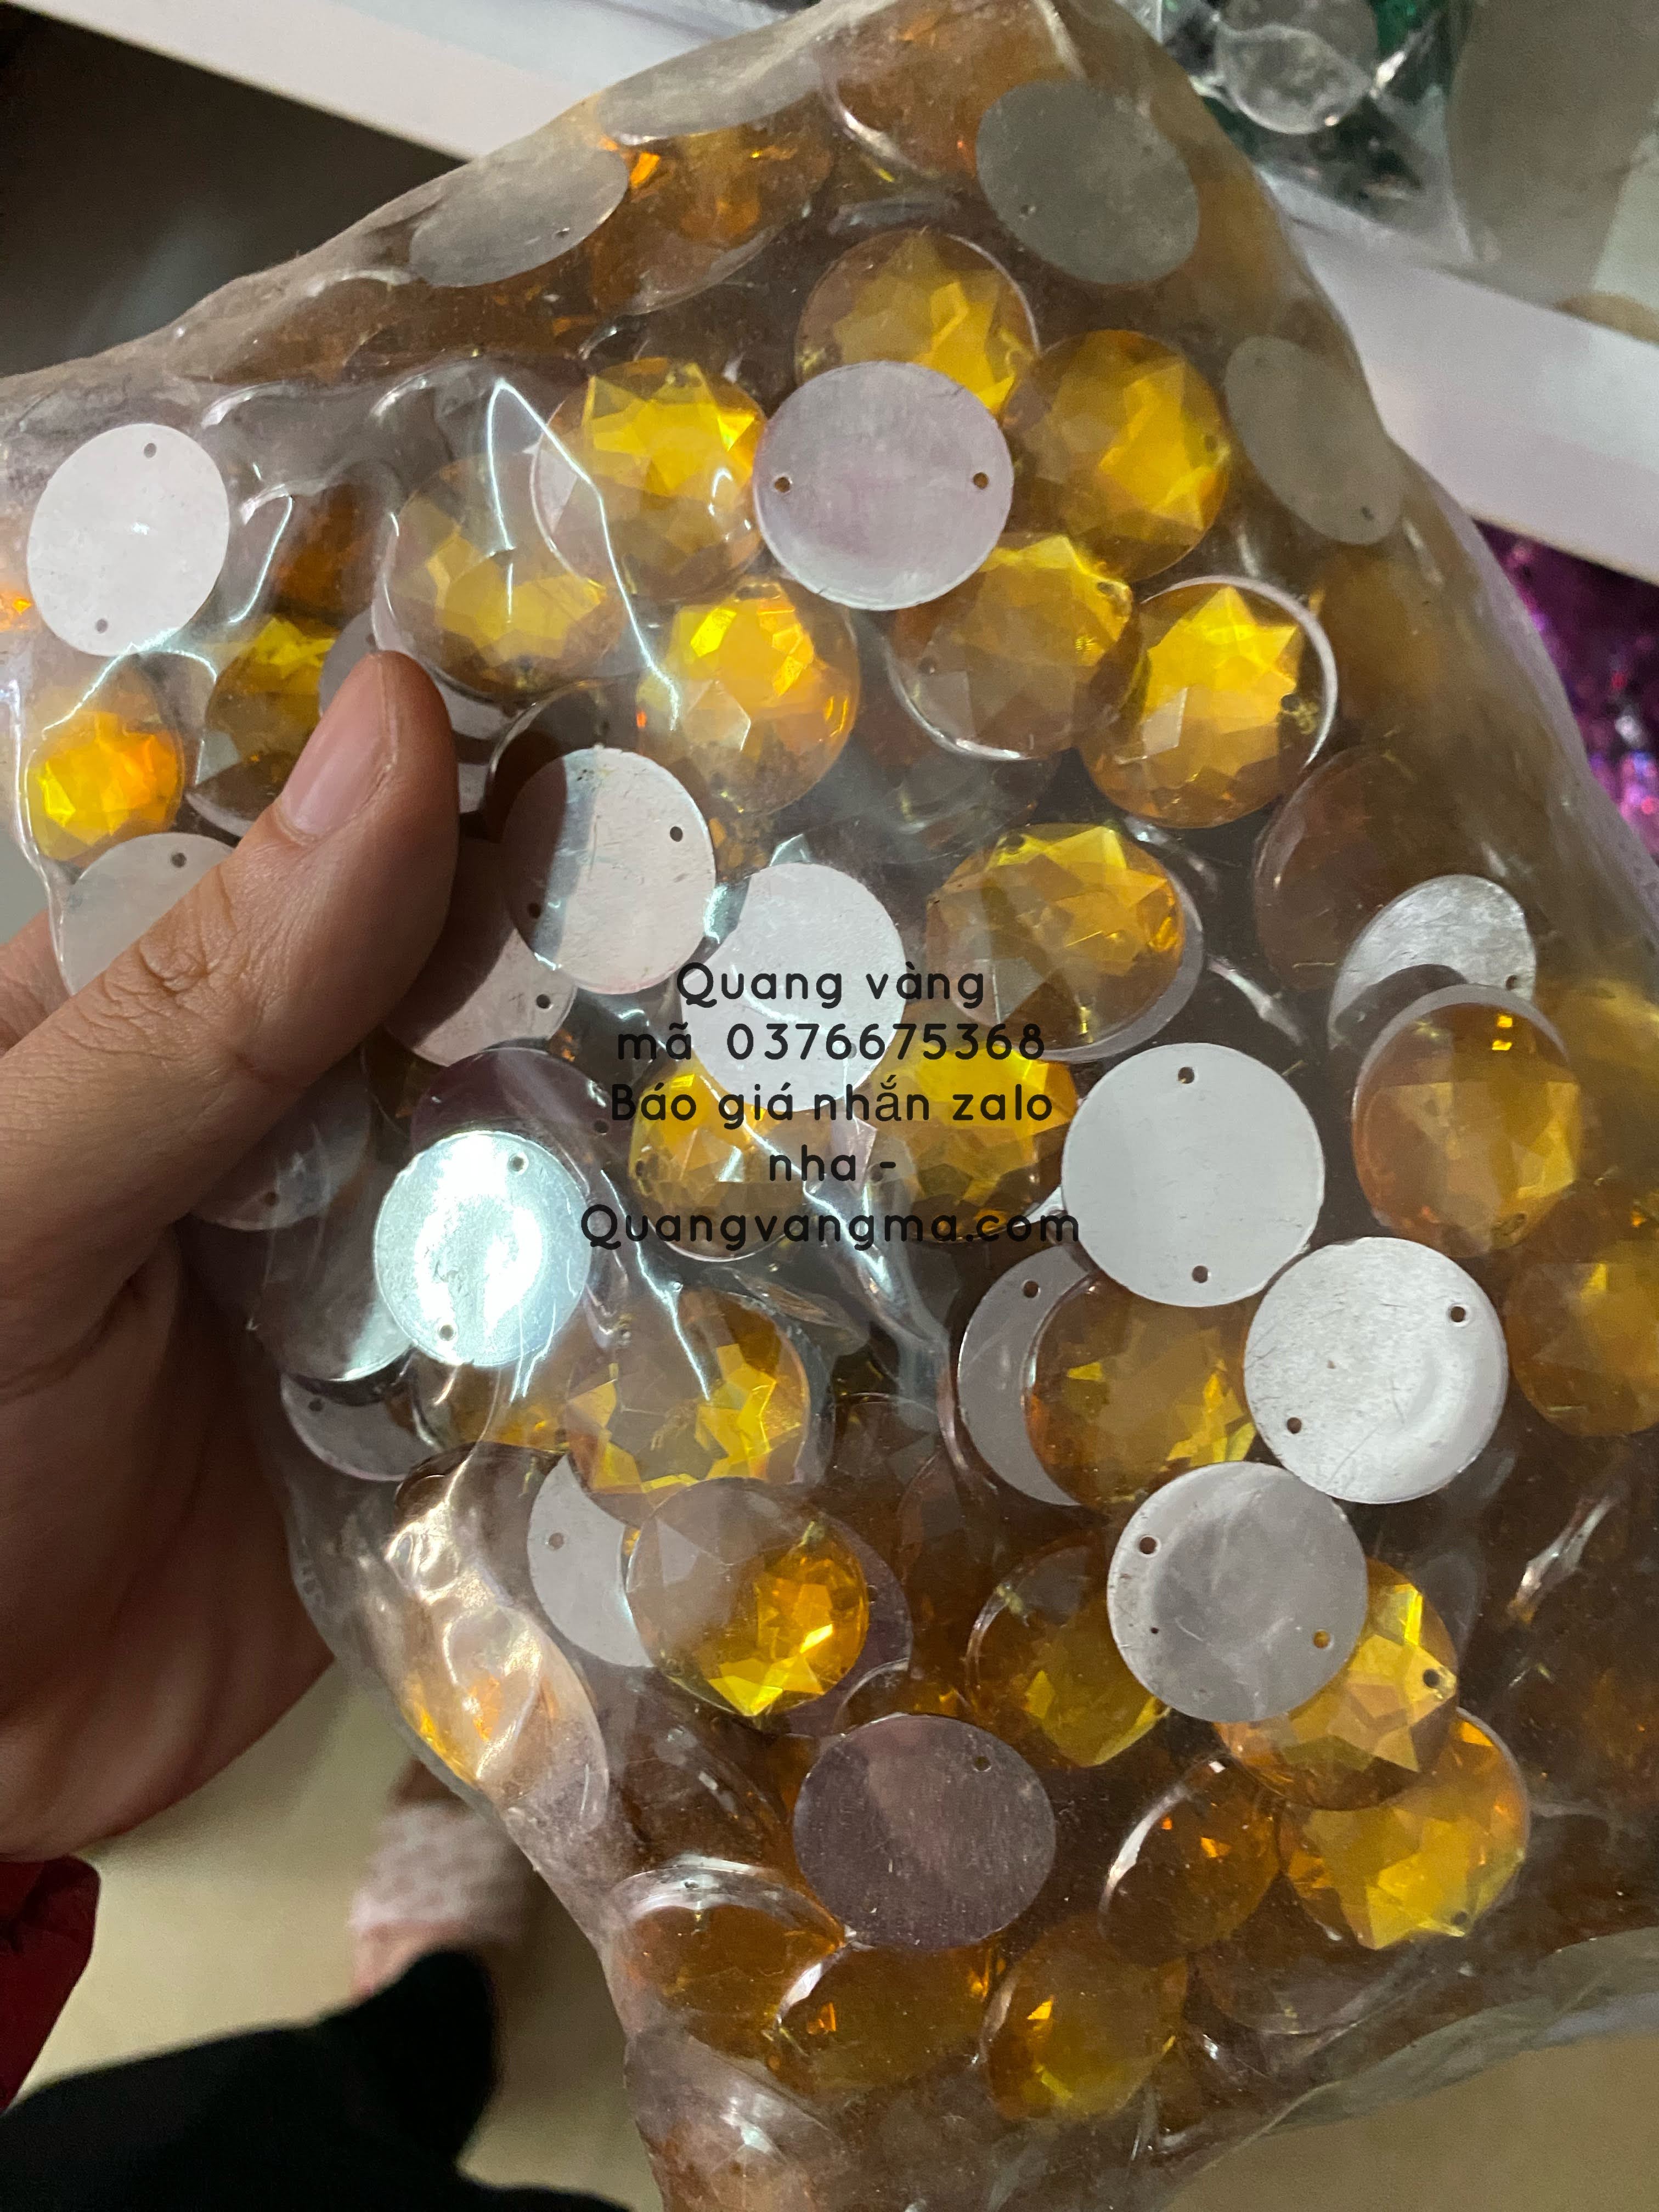 Quang vàng
mã 0376675368
Báo giá nhắn zalo
nha -
Quangvangma.com